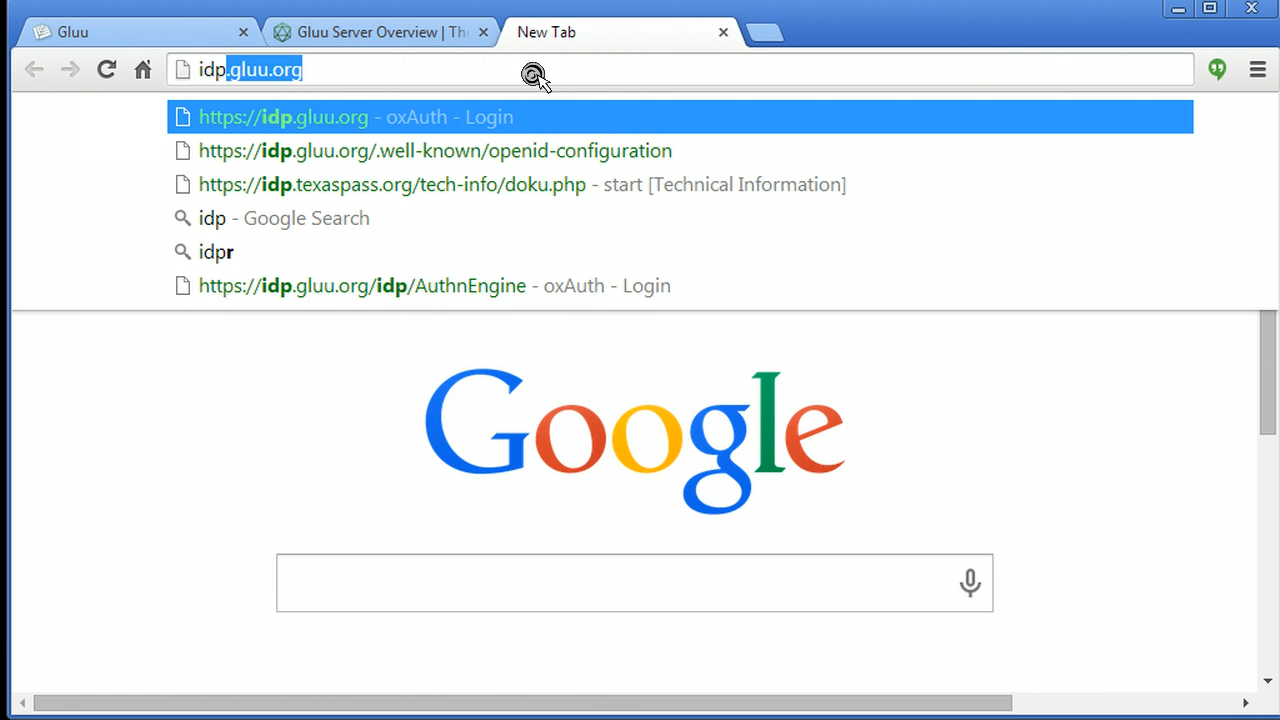 Gluu
Gluu Server Overview | The
New Tab
idp.gluu.org
https://idp.gluu.org - oxAuth - Login
https://idp.gluu.org/.well-known/openid-configuration
https://idp.texaspass.org/tech-info/doku.php - start [Technical Information]
idp - Google Search
idpr
https://idp.gluu.org/idp/AuthnEngine - oxAuth - Login
Google